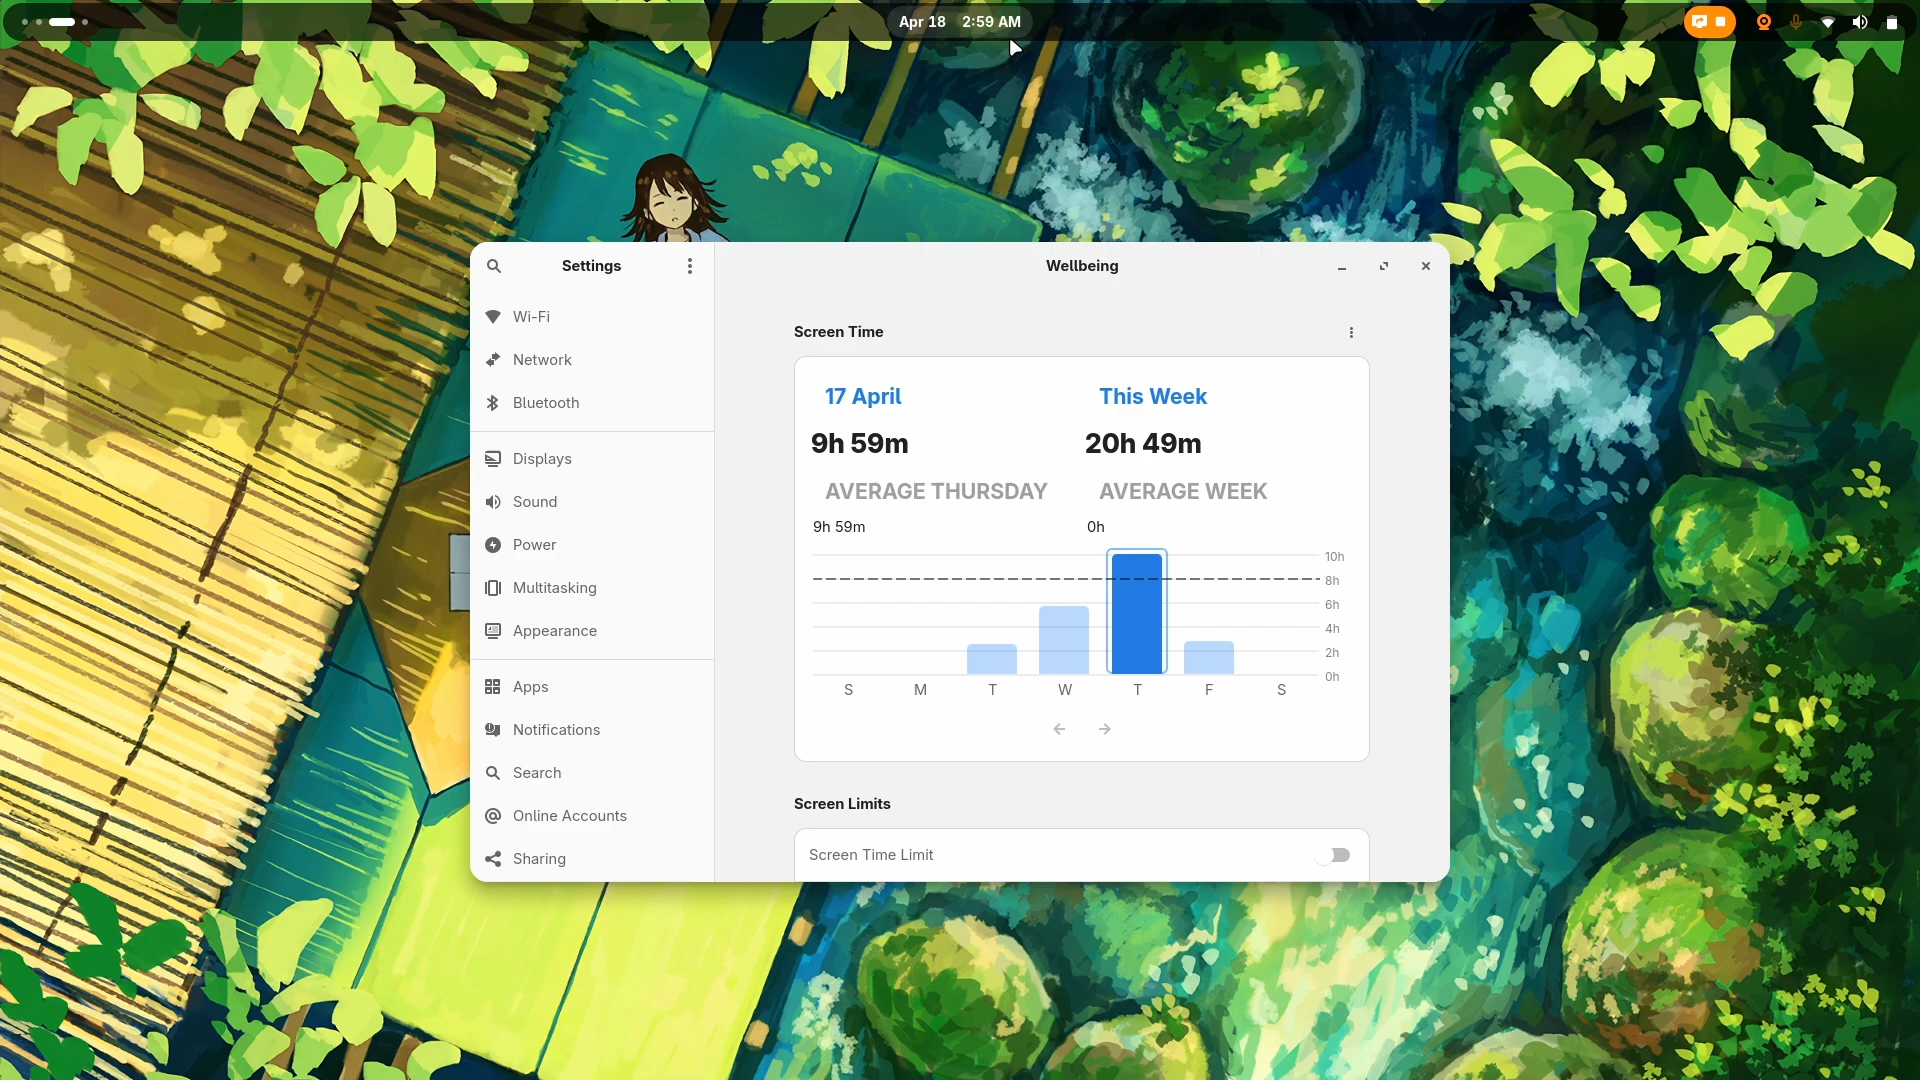 Apr 18 2:59 AM
Settings
Wellbeing
Wi-Fi
Network
Bluetooth
Displays
Sound
Power
Multitasking
Appearance
Apps
Notifications
Search
Online Accounts
Sharing
Screen Time
17 April
This Week
9h 59m
20h 49m
AVERAGE THURSDAY
AVERAGE WEEK
9h 59m
0h
10h
8h
6h
4h
2h
0h
S M T W T F S
Screen Limits
Screen Time Limit